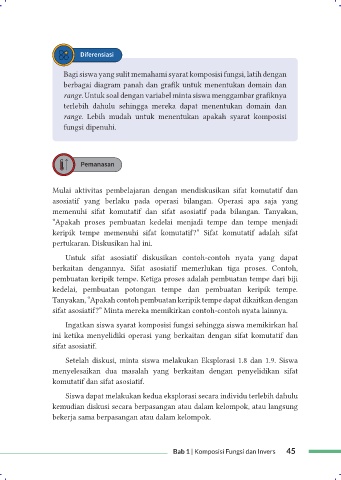 Diferensiasi
Bagi siswa yang sulit memahami syarat komposisi fungsi, latih dengan
berbagai diagram panah dan grafik untuk menentukan domain dan
range. Untuk soal dengan variabel minta siswa menggambar grafiknya
terlebih dahulu sehingga mereka dapat menentukan domain dan
range. Lebih mudah untuk menentukan apakah syarat komposisi
fungsi dipenuhi.
Pemanasan
Mulai aktivitas pembelajaran dengan mendiskusikan sifat komutatif dan
asosiatif yang berlaku pada operasi bilangan. Operasi apa saja yang
memenuhi sifat komutatif dan sifat asosiatif pada bilangan. Tanyakan,
"Apakah proses pembuatan kedelai menjadi tempe dan tempe menjadi
keripik tempe memenuhi sifat komutatif?" Sifat komutatif adalah sifat
pertukaran. Diskusikan hal ini.
Untuk sifat asosiatif diskusikan contoh-contoh nyata yang dapat
berkaitan dengannya. Sifat asosiatif memerlukan tiga proses. Contoh,
pembuatan keripik tempe. Ketiga proses adalah pembuatan tempe dari biji
kedelai, pembuatan potongan tempe dan pembuatan keripik tempe.
Tanyakan, "Apakah contoh pembuatan keripik tempe dapat dikaitkan dengan
sifat asosiatif?" Minta mereka memikirkan contoh-contoh nyata lainnya.
Ingatkan siswa syarat komposisi fungsi sehingga siswa memikirkan hal
ini ketika menyelidiki operasi yang berkaitan dengan sifat komutatif dan
sifat asosiatif.
Setelah diskusi, minta siswa melakukan Eksplorasi 1.8 dan 1.9. Siswa
menyelesaikan dua masalah yang berkaitan dengan penyelidikan sifat
komutatif dan sifat asosiatif.
Siswa dapat melakukan kedua eksplorasi secara individu terlebih dahulu
kemudian diskusi secara berpasangan atau dalam kelompok, atau langsung
bekerja sama berpasangan atau dalam kelompok.
Bab 1 | Komposisi Fungsi dan Invers 45